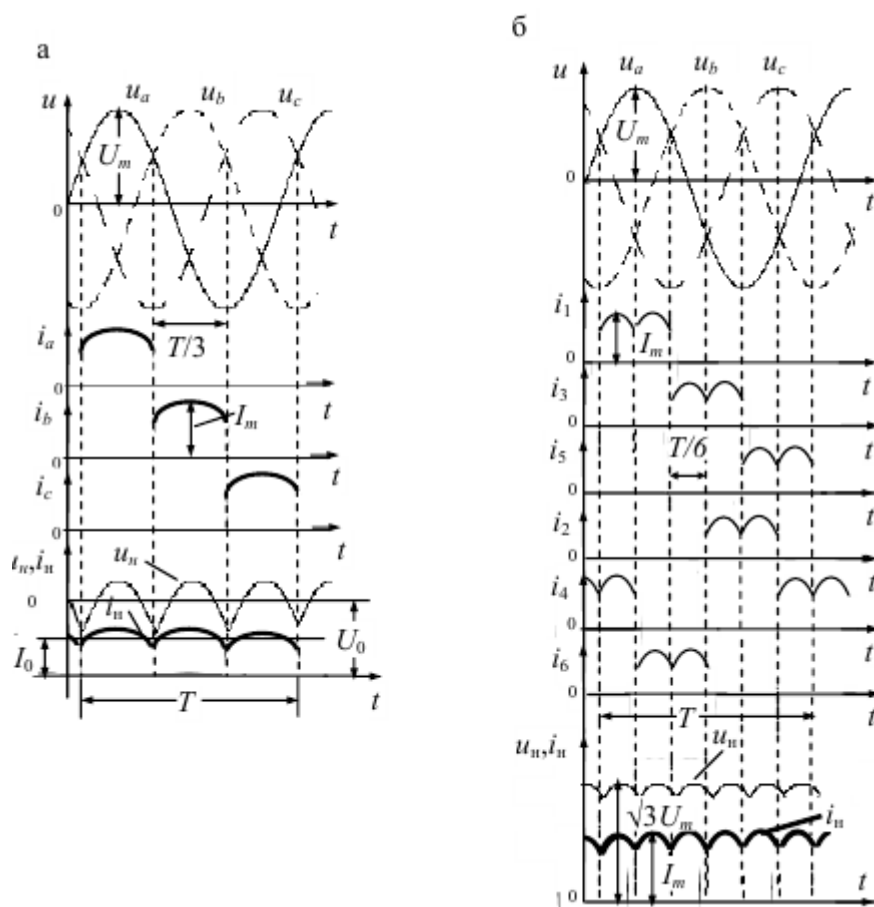 а
u
u_a
u_b
u_c
U_m
0
t
i_a
T/3
0
t
i_b
I_m
0
t
i_c
0
t
u_н,i_н
u_н
0
i_н
U_0
I_0
T
t
б
u
u_a
u_b
u_c
U_m
0
t
i_1
I_m
0
t
i_3
0
t
i_5
T/6
0
t
i_2
0
t
i_4
0
t
i_6
0
t
T
u_н,i_н
u_н
√3U_m
i_н
I_m
t
0